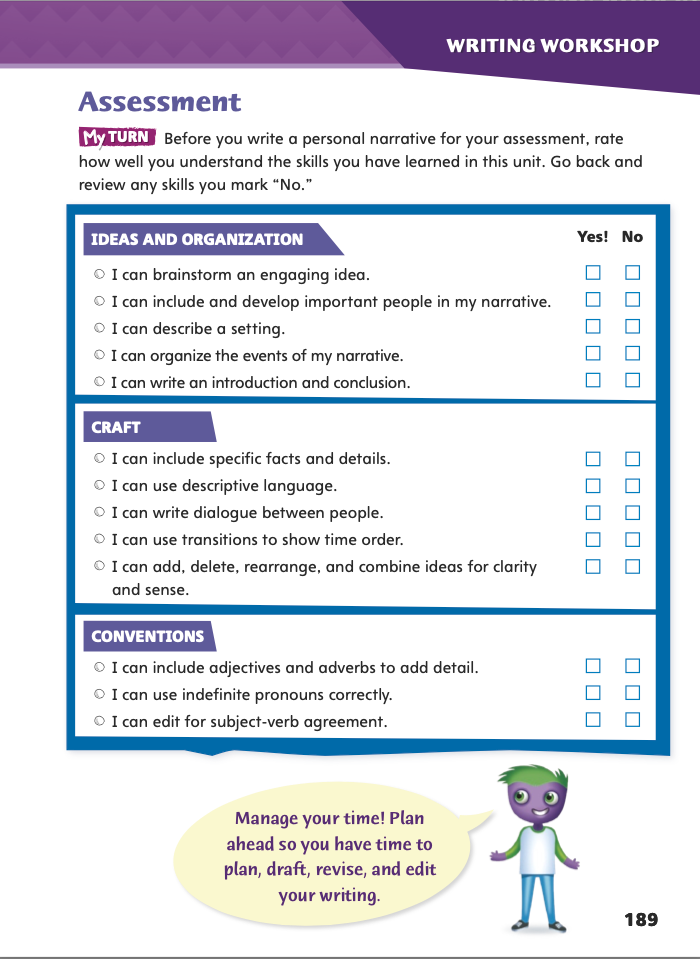 WRITING WORKSHOP
Assessment
My TURN Before you write a personal narrative for your assessment, rate
how well you understand the skills you have learned in this unit. Go back and
review any skills you mark “No.”
IDEAS AND ORGANIZATION Yes! No
I can brainstorm an engaging idea.
I can include and develop important people in my narrative.
I can describe a setting.
I can organize the events of my narrative.
I can write an introduction and conclusion.
CRAFT
I can include specific facts and details.
I can use descriptive language.
I can write dialogue between people.
I can use transitions to show time order.
I can add, delete, rearrange, and combine ideas for clarity
and sense.
CONVENTIONS
I can include adjectives and adverbs to add detail.
I can use indefinite pronouns correctly.
I can edit for subject-verb agreement.
Manage your time! Plan
ahead so you have time to
plan, draft, revise, and edit
your writing.
189